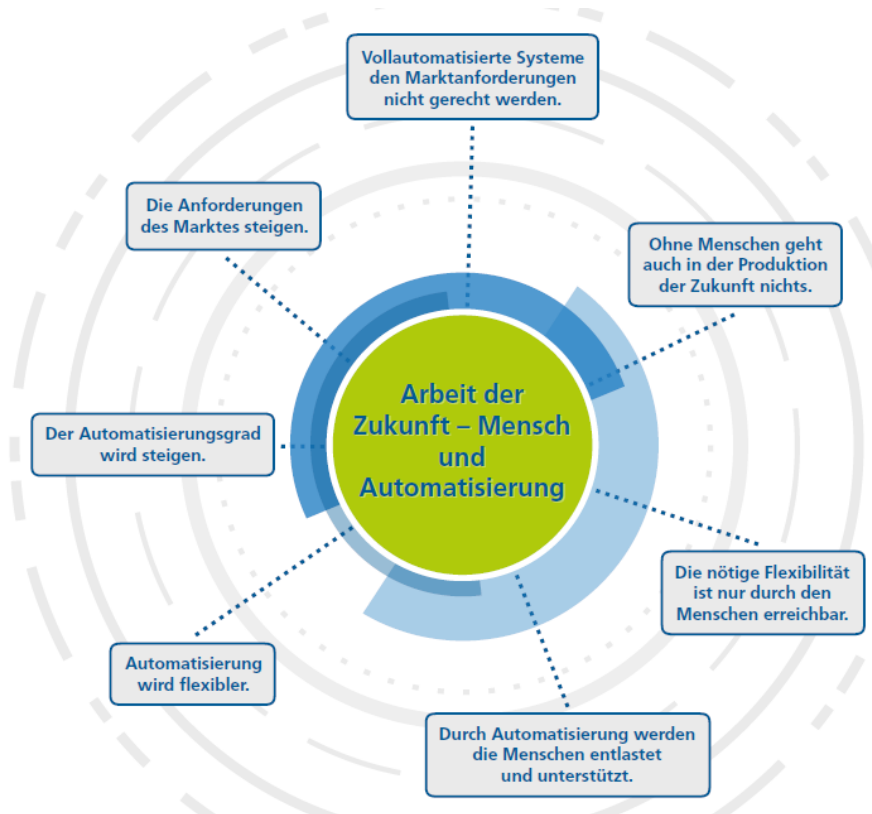 Vollautomatisierte Systeme
den Marktanforderungen
nicht gerecht werden.
Die Anforderungen
des Marktes steigen.
Ohne Menschen geht
auch in der Produktion
der Zukunft nichts.
Arbeit der
Zukunft – Mensch
und
Automatisierung
Der Automatisierungsgrad
wird steigen.
Die nötige Flexibilität
ist nur durch den
Menschen erreichbar.
Automatisierung
wird flexibler.
Durch Automatisierung werden
die Menschen entlastet
und unterstützt.